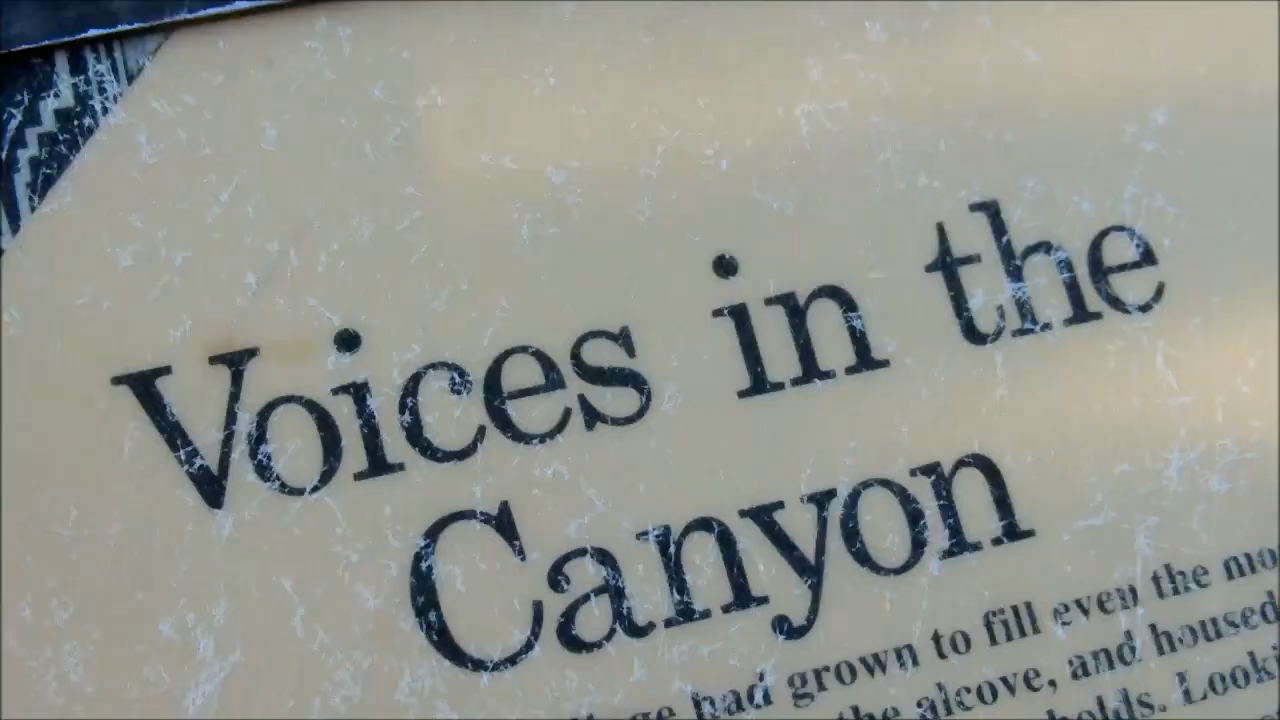 Voices in the
Canyon
had grown to fill even the mo
the alcove, and housed
holds. Looki